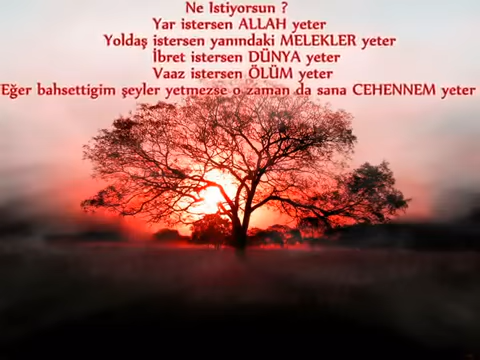 Ne İstiyorsun ?
Yar istersen ALLAH yeter
Yoldaş istersen yanındaki MELEKLER yeter
İbret istersen DÜNYA yeter
Vaaz istersen ÖLÜM yeter
Eğer bahsettigim şeyler yetmezse o zaman da sana CEHENNEM yeter